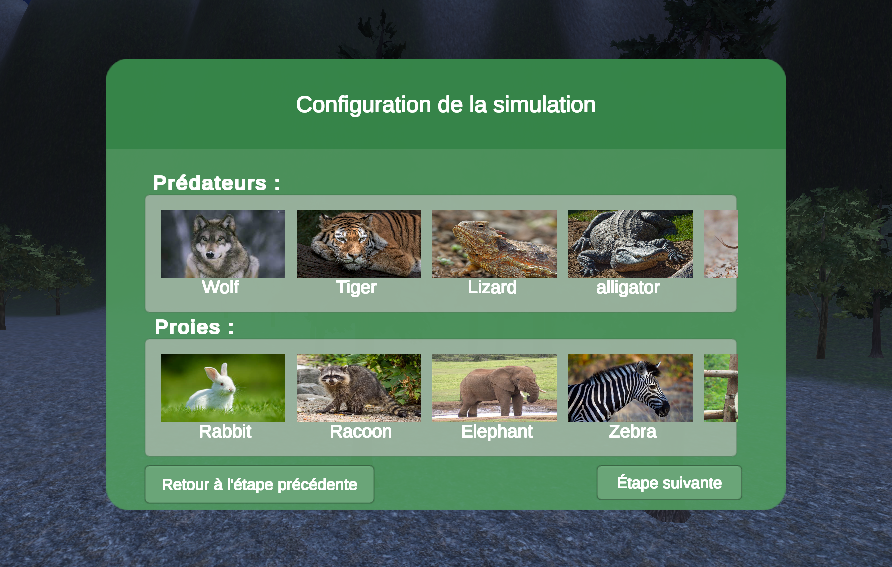 Configuration de la simulation
Prédateurs :
Wolf Tiger Lizard alligator
Proies :
Rabbit Racoon Elephant Zebra
Retour à l'étape précédente Étape suivante